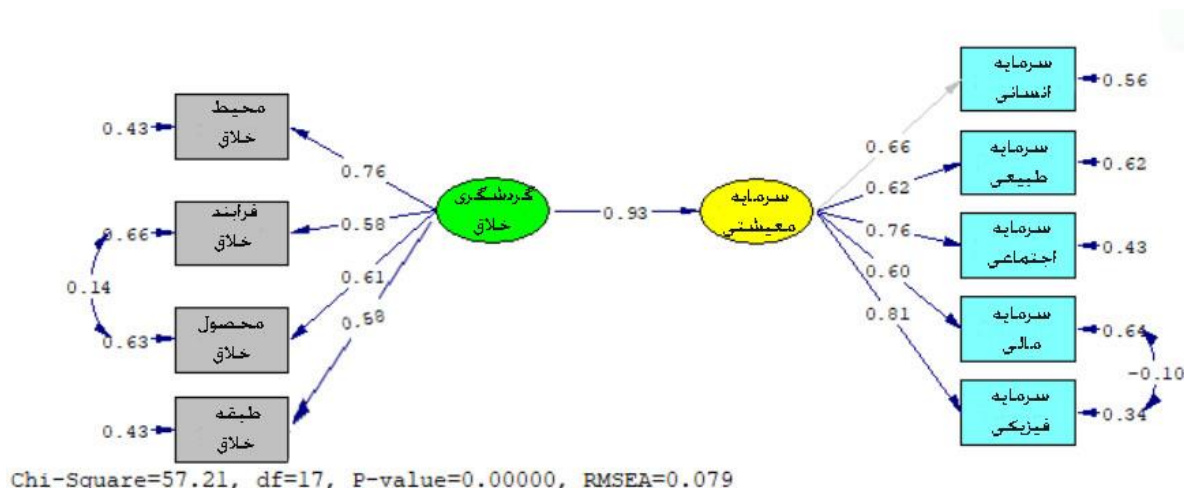 سرمایه
انسانی
0.56
محیط
خلاق
0.43
0.66
0.76
سرمایه
طبیعی
0.62
0.62
گردشگری
خلاق
0.93
سرمایه
معیشتی
فرایند
خلاق
0.66
0.58
0.76
سرمایه
اجتماعی
0.43
0.14
0.61
0.60
محصول
خلاق
0.63
0.58
0.81
سرمایه
مالی
0.64
-0.10
سرمایه
فیزیکی
0.34
طبقه
خلاق
0.43
Chi-Square=57.21, df=17, P-value=0.00000, RMSEA=0.079